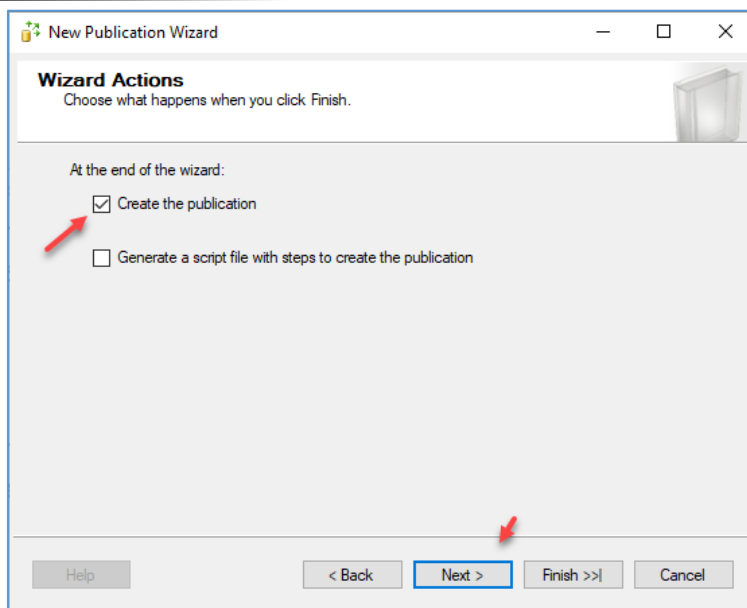 New Publication Wizard
Wizard Actions
Choose what happens when you click Finish.
At the end of the wizard:
Create the publication
Generate a script file with steps to create the publication
Help
< Back
Next >
Finish >>|
Cancel